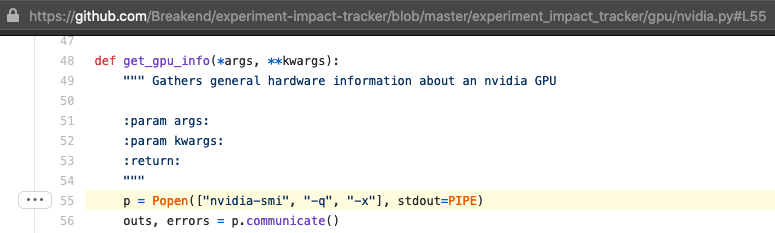 https://github.com/Breakend/experiment-impact-tracker/blob/master/experiment_impact_tracker/gpu/nvidia.py#L55
47
48 def get_gpu_info(*args, **kwargs):
49 """ Gathers general hardware information about an nvidia GPU
50
51 :param args:
52 :param kwargs:
53 :return:
54 """
55 p = Popen(["nvidia-smi", "-q", "-x"], stdout=PIPE)
56 outs, errors = p.communicate()